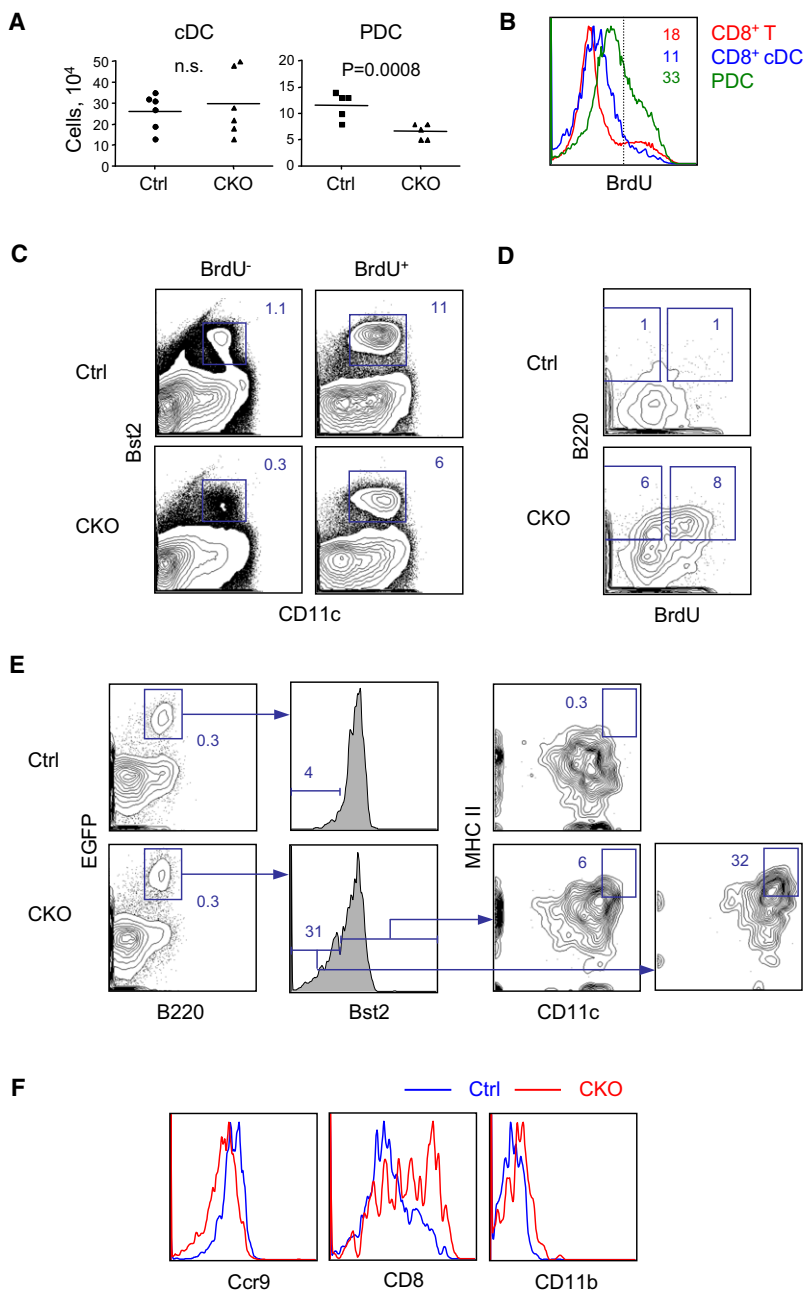 A
cDC
PDC
n.s.
P=0.0008
Cells, 10⁴
50
40
30
20
10
0
20
15
10
5
0
Ctrl
CKO
Ctrl
CKO
B
18 CD8⁺ T
11 CD8⁺ cDC
33 PDC
BrdU
C
BrdU⁻
BrdU⁺
Ctrl
1.1
11
Bst2
CKO
0.3
6
CD11c
D
Ctrl
1
1
B220
CKO
6
8
BrdU
E
Ctrl
0.3
4
0.3
EGFP
MHC II
CKO
0.3
31
6
32
B220
Bst2
CD11c
F
Ctrl
CKO
Ccr9
CD8
CD11b